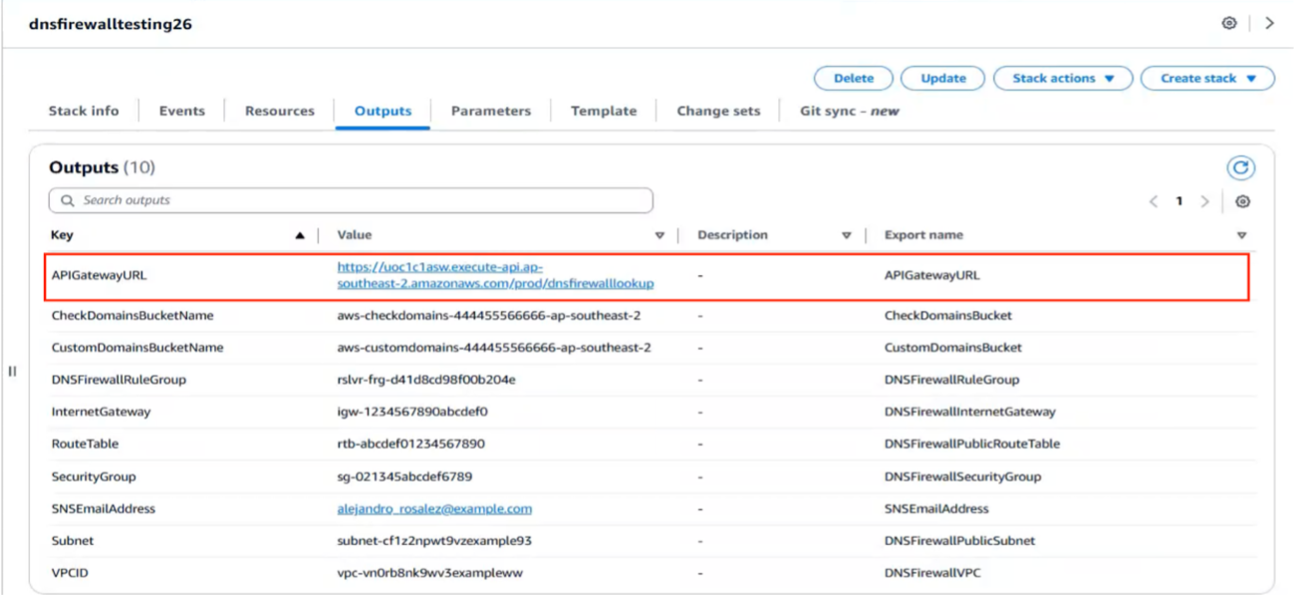 dnsfirewalltesting26
Delete Update Stack actions Create stack
Stack info Events Resources Outputs Parameters Template Change sets Git sync - new
Outputs (10)
Search outputs
1
Key Value Description Export name
APIGatewayURL https://uoc1c1asw.execute-api.ap- - APIGatewayURL
southeast-2.amazonaws.com/prod/dnsfirewalllookup
CheckDomainsBucketName aws-checkdomains-444455566666-ap-southeast-2 - CheckDomainsBucket
CustomDomainsBucketName aws-customdomains-444455566666-ap-southeast-2 - CustomDomainsBucket
DNSFirewallRuleGroup rslvr-frg-d41d8cd98f00b204e - DNSFirewallRuleGroup
InternetGateway igw-1234567890abcdef0 - DNSFirewallInternetGateway
RouteTable rtb-abcdef01234567890 - DNSFirewallPublicRouteTable
SecurityGroup sg-021345abcdef6789 - DNSFirewallSecurityGroup
SNSEmailAddress alejandro_rosalez@example.com - SNSEmailAddress
Subnet subnet-cf1z2npwt9vzexample93 - DNSFirewallPublicSubnet
VPCID vpc-vn0rb8nk9wv3exampleww - DNSFirewallVPC